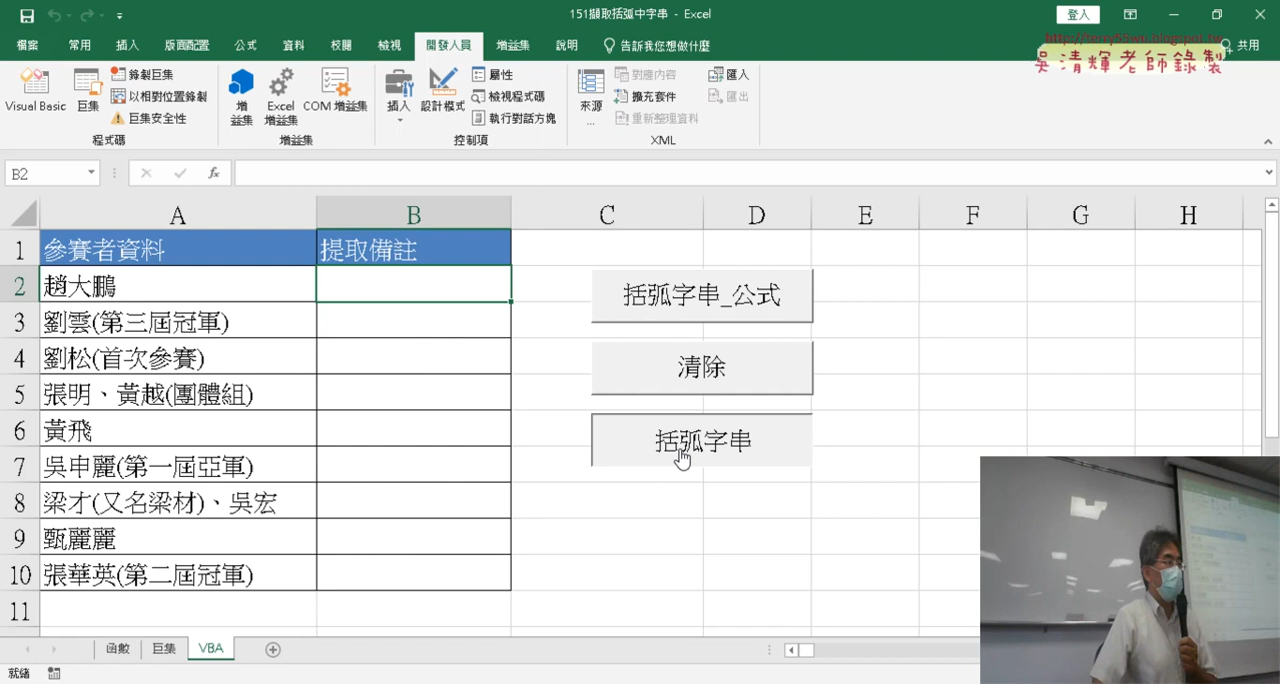 151擷取括弧中字串 - Excel
登入
檔案 常用 插入 版面配置 公式 資料 校閱 檢視 開發人員 增益集 說明 告訴我您想做什麼 共用
http://terry55wu.blogspot.tw
吳清輝老師錄製
Visual Basic 巨集 錄製巨集 以相對位置錄製 巨集安全性
增益集 Excel 增益集 COM 增益集
插入 設計模式 屬性 檢視程式碼 執行對話方塊
來源... 對應內容 擴充套件 重新整理資料 匯入 匯出
程式碼 增益集 控制項 XML
B2 fx
A B C D E F G H
1 參賽者資料 提取備註
2 趙大鵬
3 劉雲(第三屆冠軍)
4 劉松(首次參賽)
5 張明、黃越(團體組)
6 黃飛
7 吳申麗(第一屆亞軍)
8 梁才(又名梁材)、吳宏
9 甄麗麗
10 張華英(第二屆冠軍)
11
括弧字串_公式
清除
括弧字串
函數 巨集 VBA
就緒